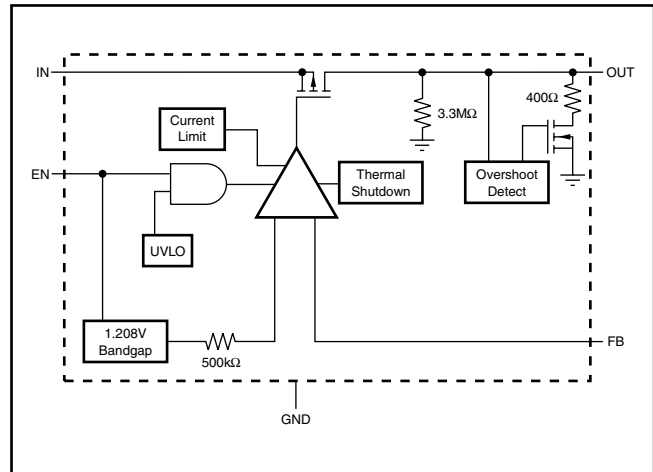 IN
OUT
400Ω
3.3MΩ
Current
Limit
EN
Thermal
Shutdown
Overshoot
Detect
UVLO
1.208V
Bandgap
500kΩ
FB
GND